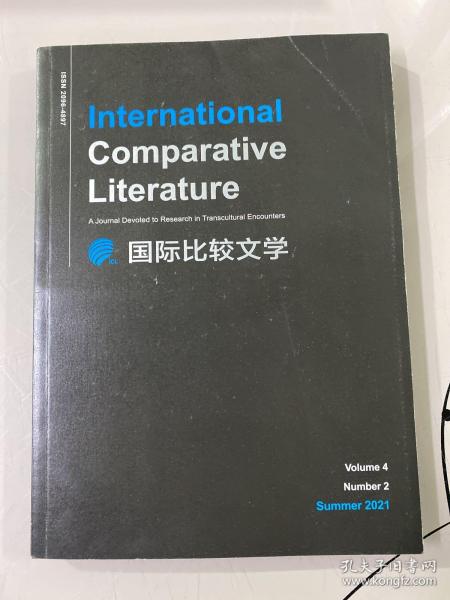 ISSN 2096-4897
International
Comparative
Literature
A Journal Devoted to Research in Transcultural Encounters
ICL
国际比较文学
Volume 4
Number 2
Summer 2021
孔夫子旧书网
www.kongfz.com